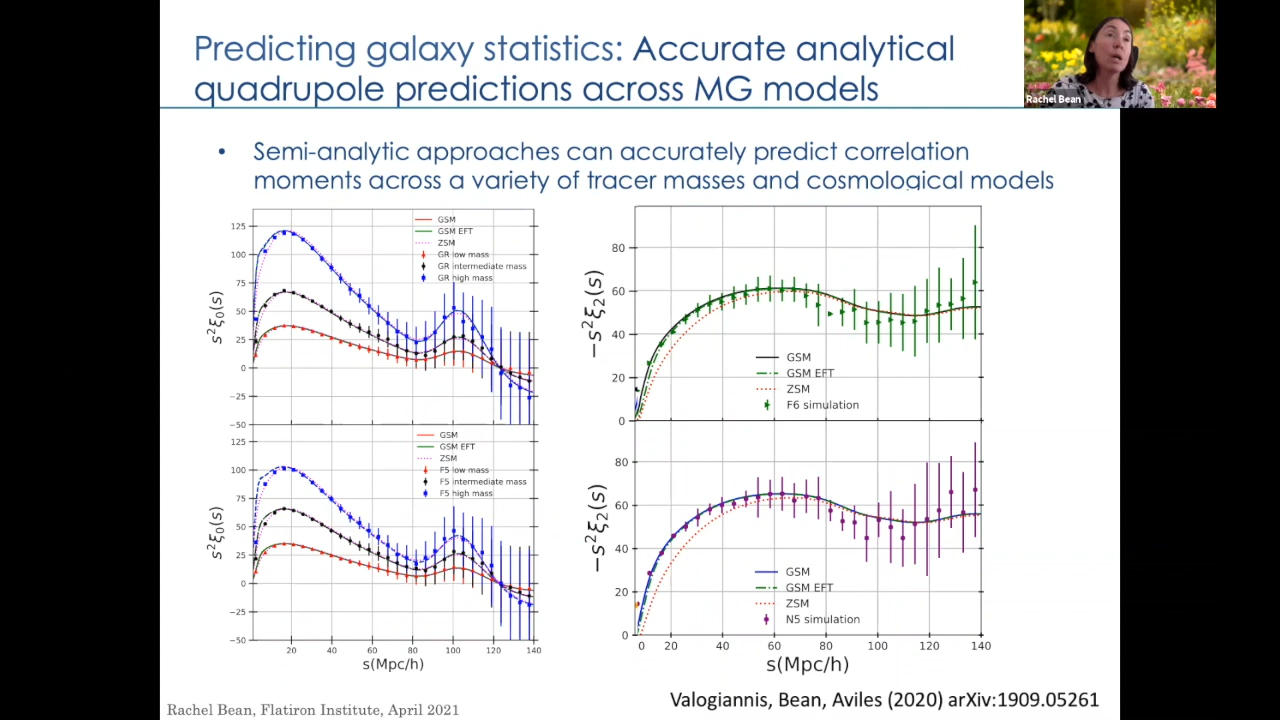 Predicting galaxy statistics: Accurate analytical
quadrupole predictions across MG models
Rachel Bean
• Semi-analytic approaches can accurately predict correlation
moments across a variety of tracer masses and cosmological models
GSM
GSM EFT
ZSM
GR low mass
GR intermediate mass
GR high mass
125
100
75
50
25
0
−25
−50
s²ξ₀(s)
GSM
GSM EFT
ZSM
F5 low mass
F5 intermediate mass
F5 high mass
125
100
75
50
25
0
−25
−50
s²ξ₀(s)
20 40 60 80 100 120 140
s(Mpc/h)
80
60
40
20
0
−s²ξ₂(s)
GSM
GSM EFT
ZSM
F6 simulation
80
60
40
20
0
−s²ξ₂(s)
GSM
GSM EFT
ZSM
N5 simulation
0 20 40 60 80 100 120 140
s(Mpc/h)
Valogiannis, Bean, Aviles (2020) arXiv:1909.05261
Rachel Bean, Flatiron Institute, April 2021